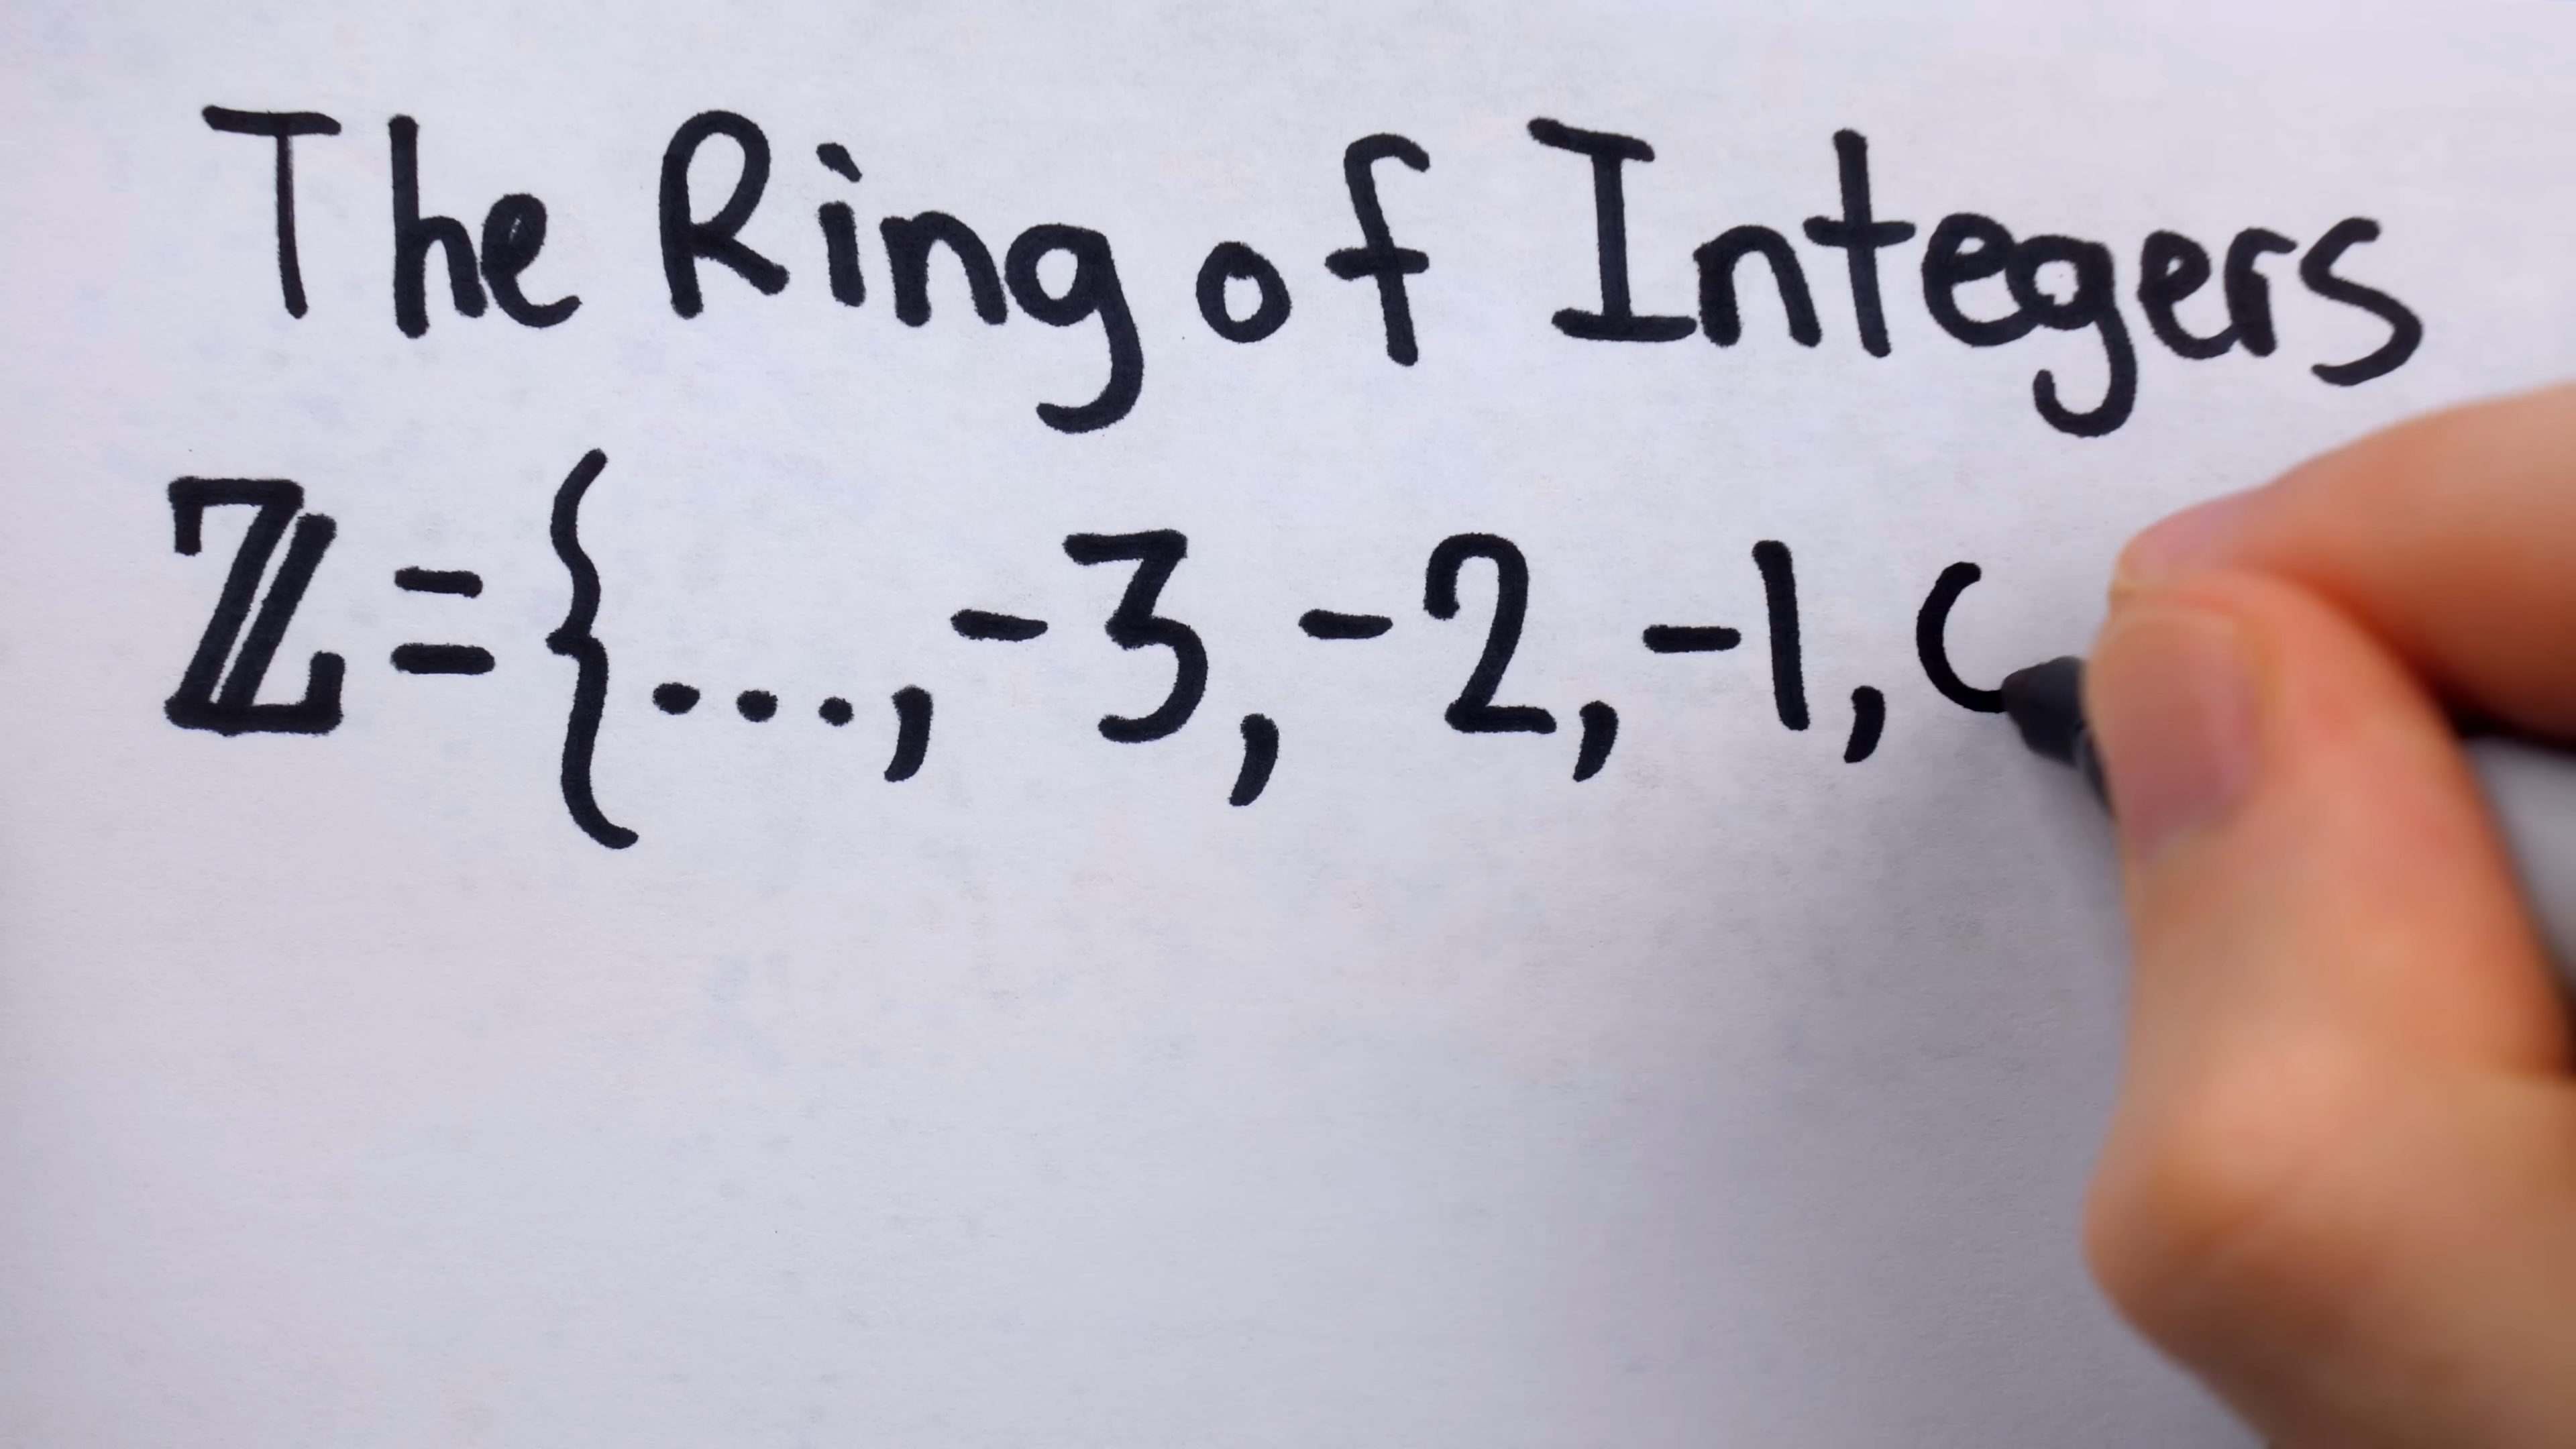 The Ring of Integers
ℤ = {..., -3, -2, -1,